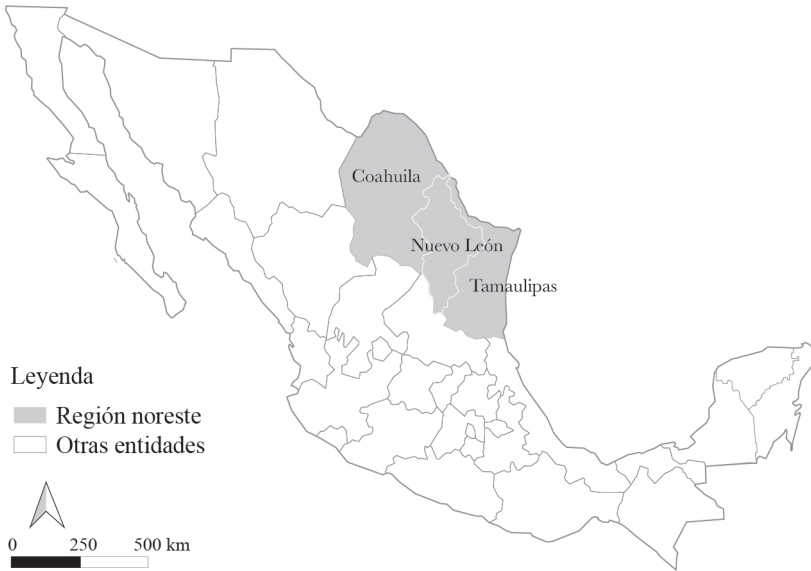 Coahuila
Nuevo León
Tamaulipas
Leyenda
Región noreste
Otras entidades
0 250 500 km